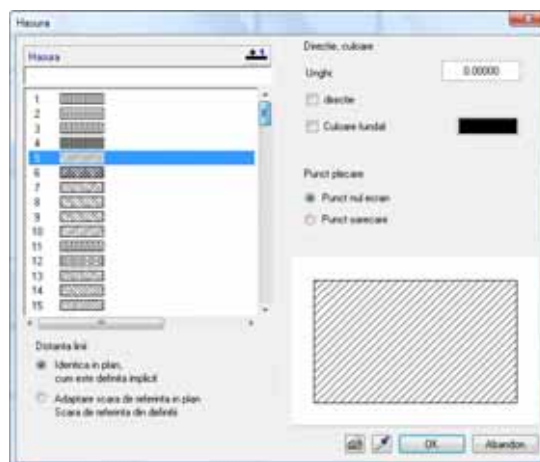 Hasura
Hasura
1
2
3
4
5
6
7
8
9
10
11
12
13
14
15
Distanta linii
Identica in plan,
cum este definita implicit
Adaptare scara de referinta in plan
Scara de referinta din definitii
Directie, culoare
Unghi
0.00000
directie
Culoare fundal
Punct plecare
Punct nul ecran
Punct oarecare
OK
Abandon